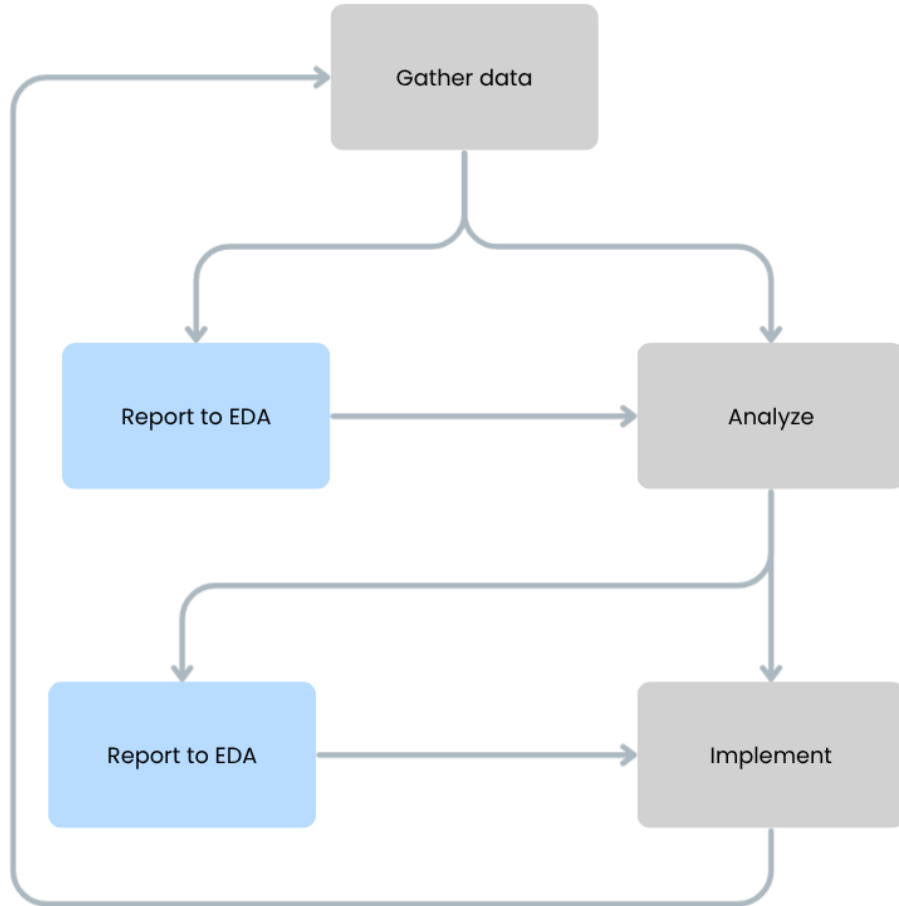 Gather data
Report to EDA
Analyze
Report to EDA
Implement